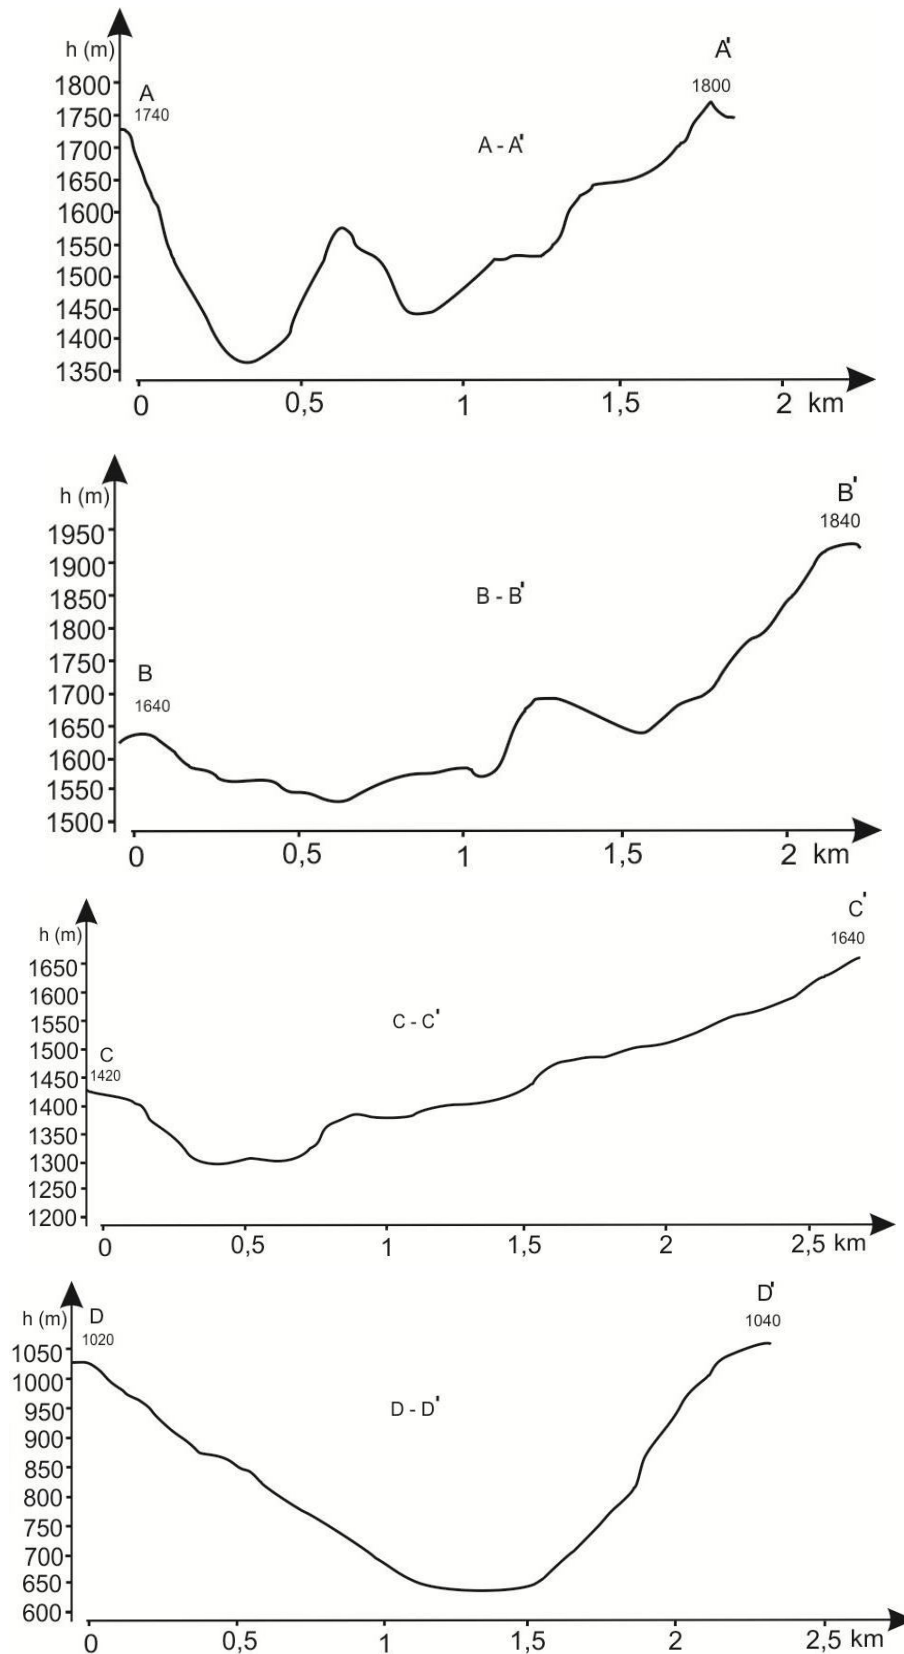 h (m)
A'
1800
A
1740
A - A'
1800
1750
1700
1650
1600
1550
1500
1450
1400
1350
0 0,5 1 1,5 2 km
h (m)
B'
1840
B
1640
B - B'
1950
1900
1850
1800
1750
1700
1650
1600
1550
1500
0 0,5 1 1,5 2 km
h (m)
C'
1640
C
1420
C - C'
1650
1600
1550
1500
1450
1400
1350
1300
1250
1200
0 0,5 1 1,5 2 2,5 km
h (m)
D
1020
D'
1040
D - D'
1050
1000
950
900
850
800
750
700
650
600
0 0,5 1 1,5 2 2,5 km